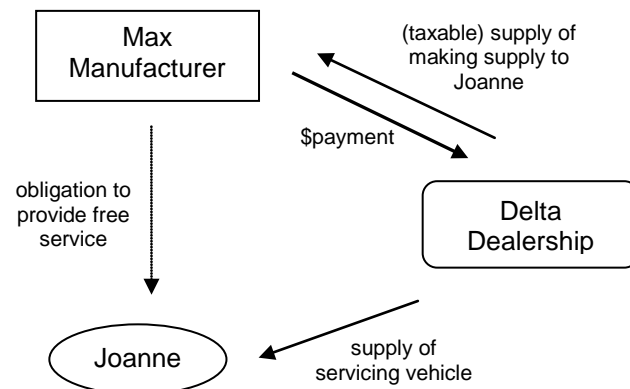 Max
Manufacturer
(taxable) supply of
making supply to
Joanne
$payment
obligation to
provide free
service
Delta
Dealership
Joanne
supply of
servicing vehicle